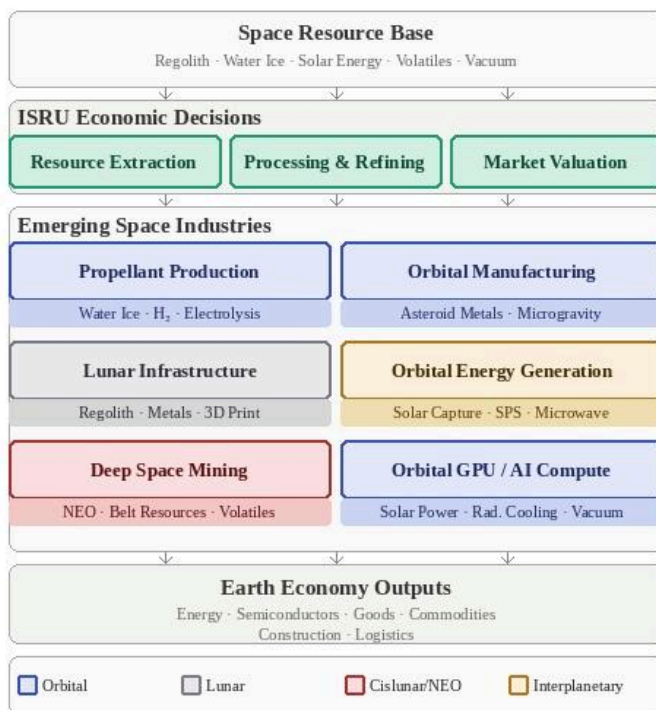 Space Resource Base
Regolith · Water Ice · Solar Energy · Volatiles · Vacuum
ISRU Economic Decisions
Resource Extraction
Processing & Refining
Market Valuation
Emerging Space Industries
Propellant Production
Orbital Manufacturing
Water Ice · H₂ · Electrolysis
Asteroid Metals · Microgravity
Lunar Infrastructure
Orbital Energy Generation
Regolith · Metals · 3D Print
Solar Capture · SPS · Microwave
Deep Space Mining
Orbital GPU / AI Compute
NEO · Belt Resources · Volatiles
Solar Power · Rad. Cooling · Vacuum
Earth Economy Outputs
Energy · Semiconductors · Goods · Commodities
Construction · Logistics
Orbital
Lunar
Cislunar/NEO
Interplanetary